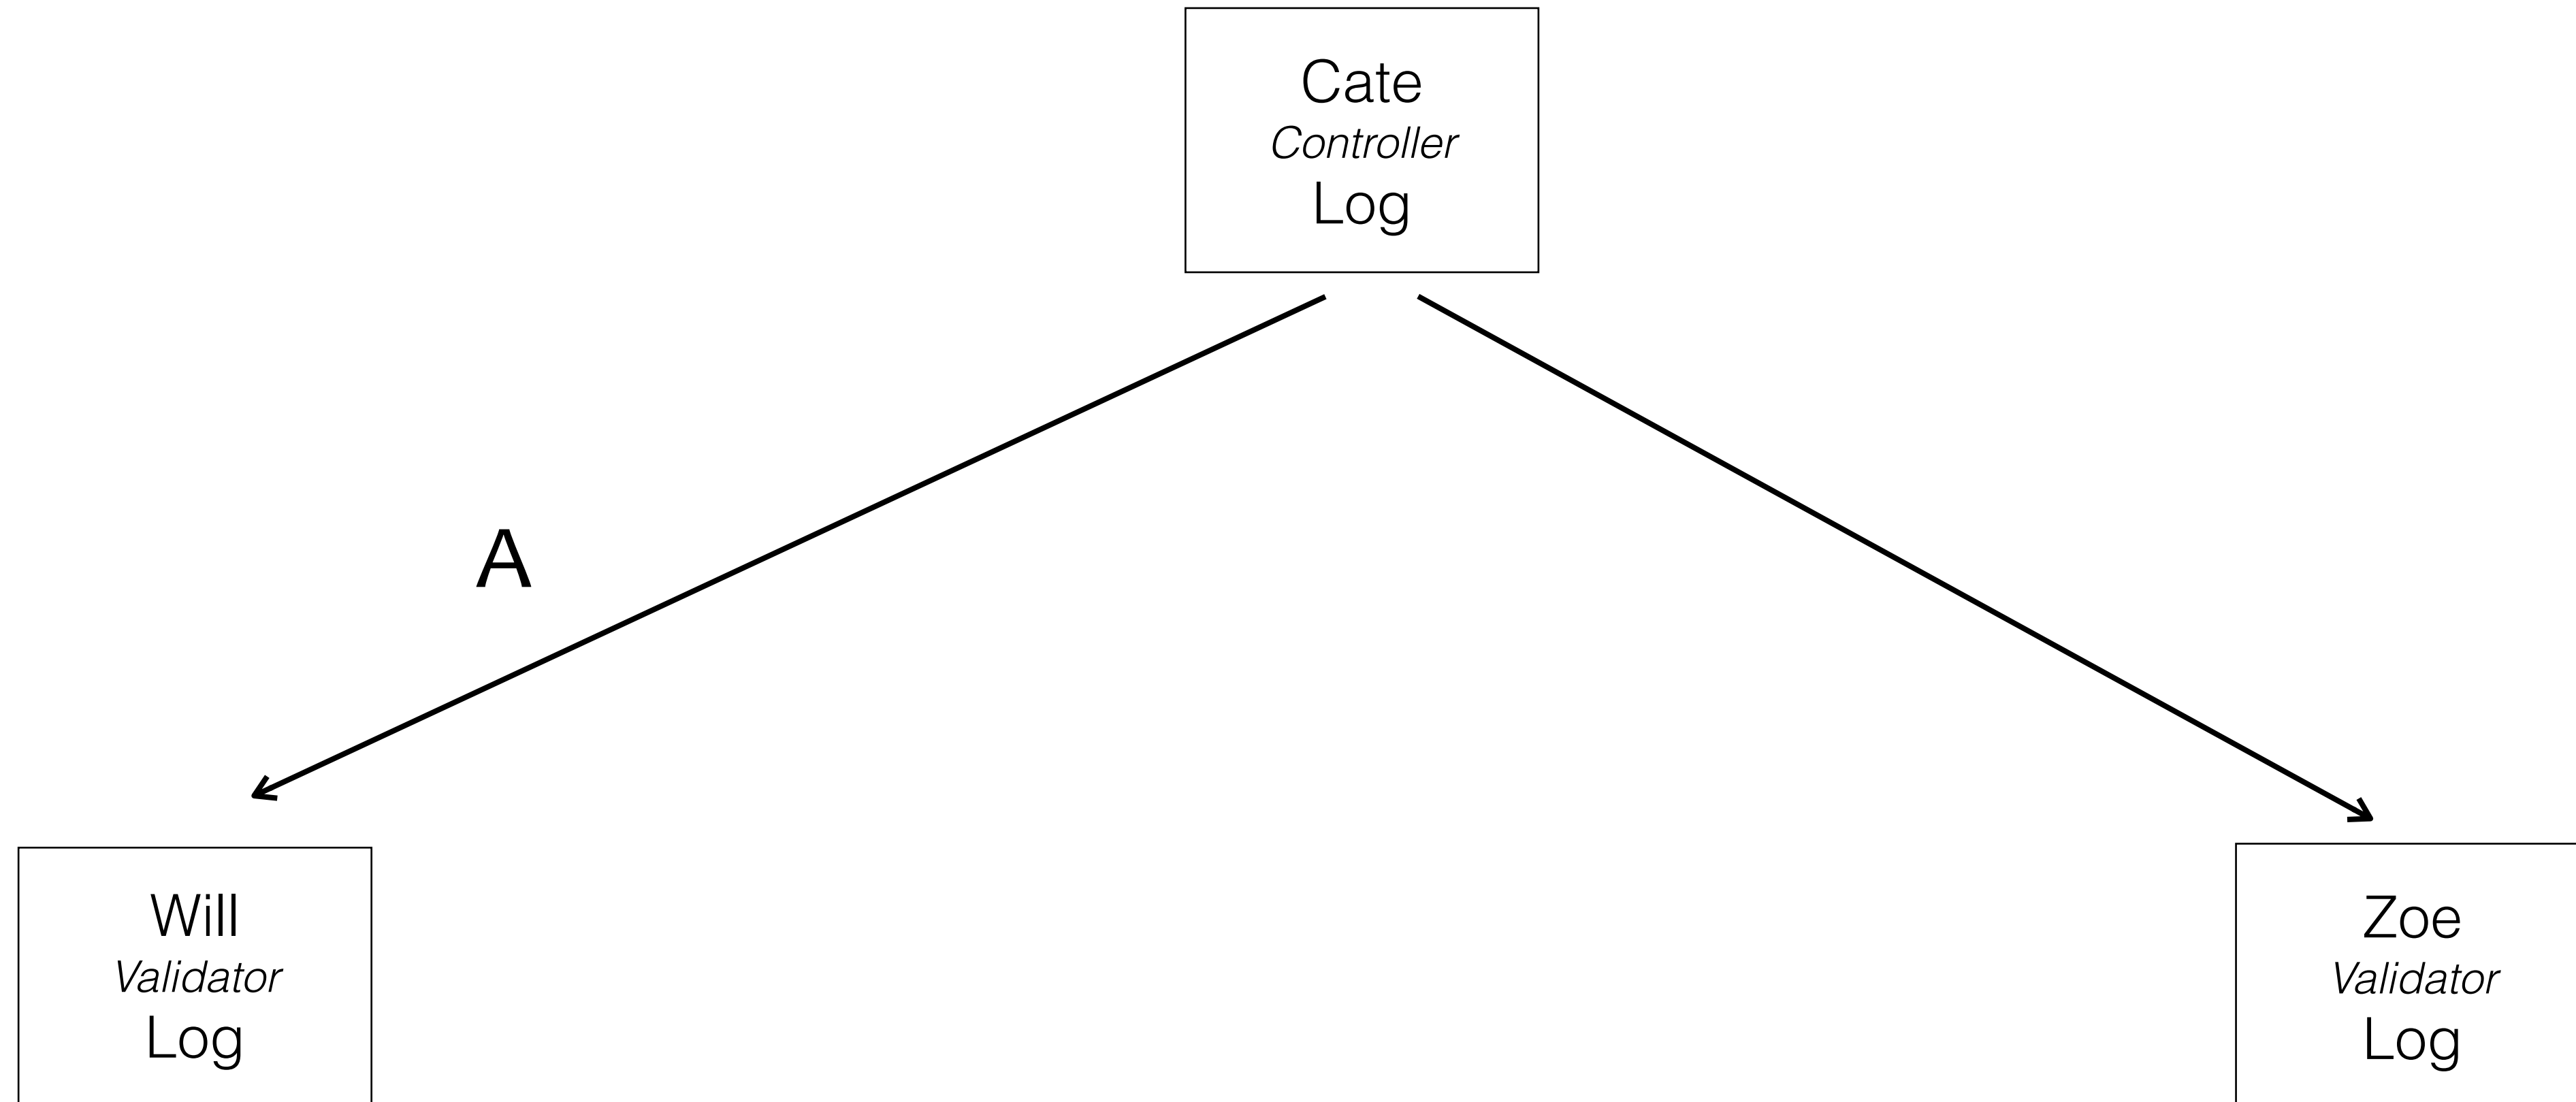 Cate
Controller
Log
A
Will
Validator
Log
Zoe
Validator
Log